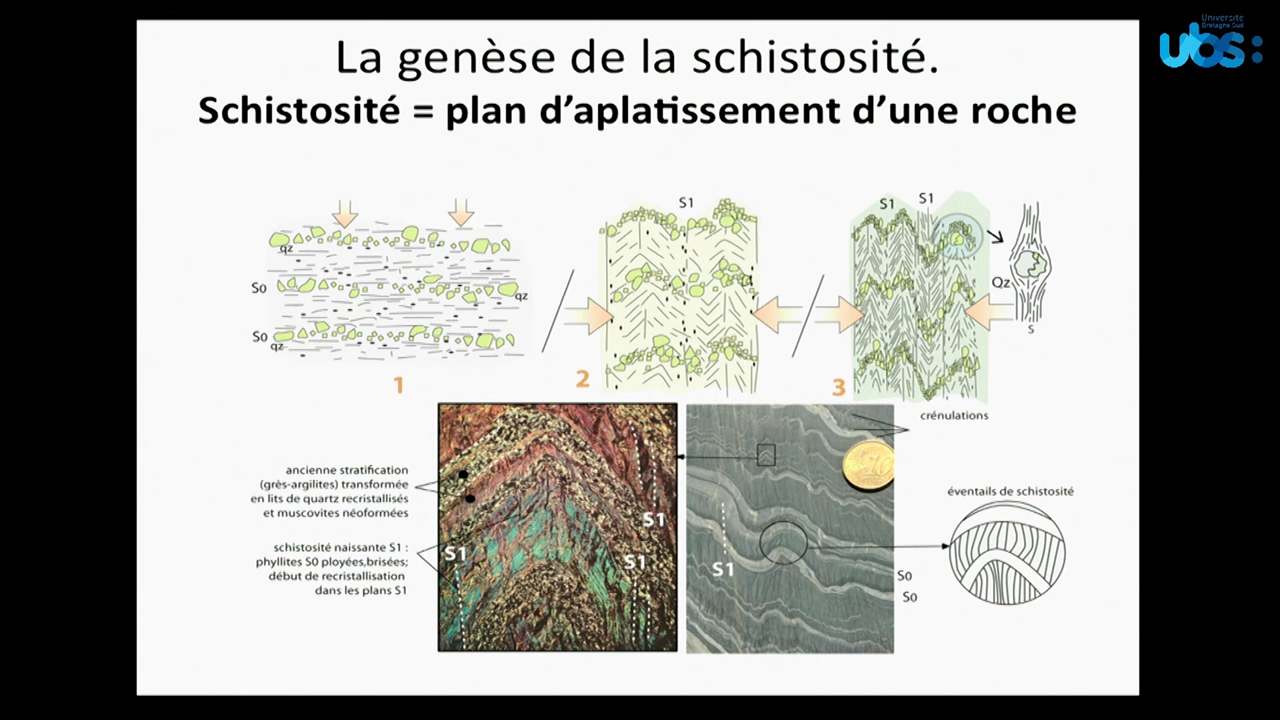 Université
Bretagne Sud
ubs:
La genèse de la schistosité.
Schistosité = plan d'aplatissement d'une roche
S1
S1
S1
qz
S0
qz
Qz
S0
qz
S
1
2
3
crénulations
10
ancienne stratification
(grès-argilites) transformée
en lits de quartz recristallisés
et muscovites néoformées
éventails de schistosité
S1
schistosité naissante S1 :
phyllites S0 ployées,brisées;
début de recristallisation
dans les plans S1
S1
S1
S1
S0
S0